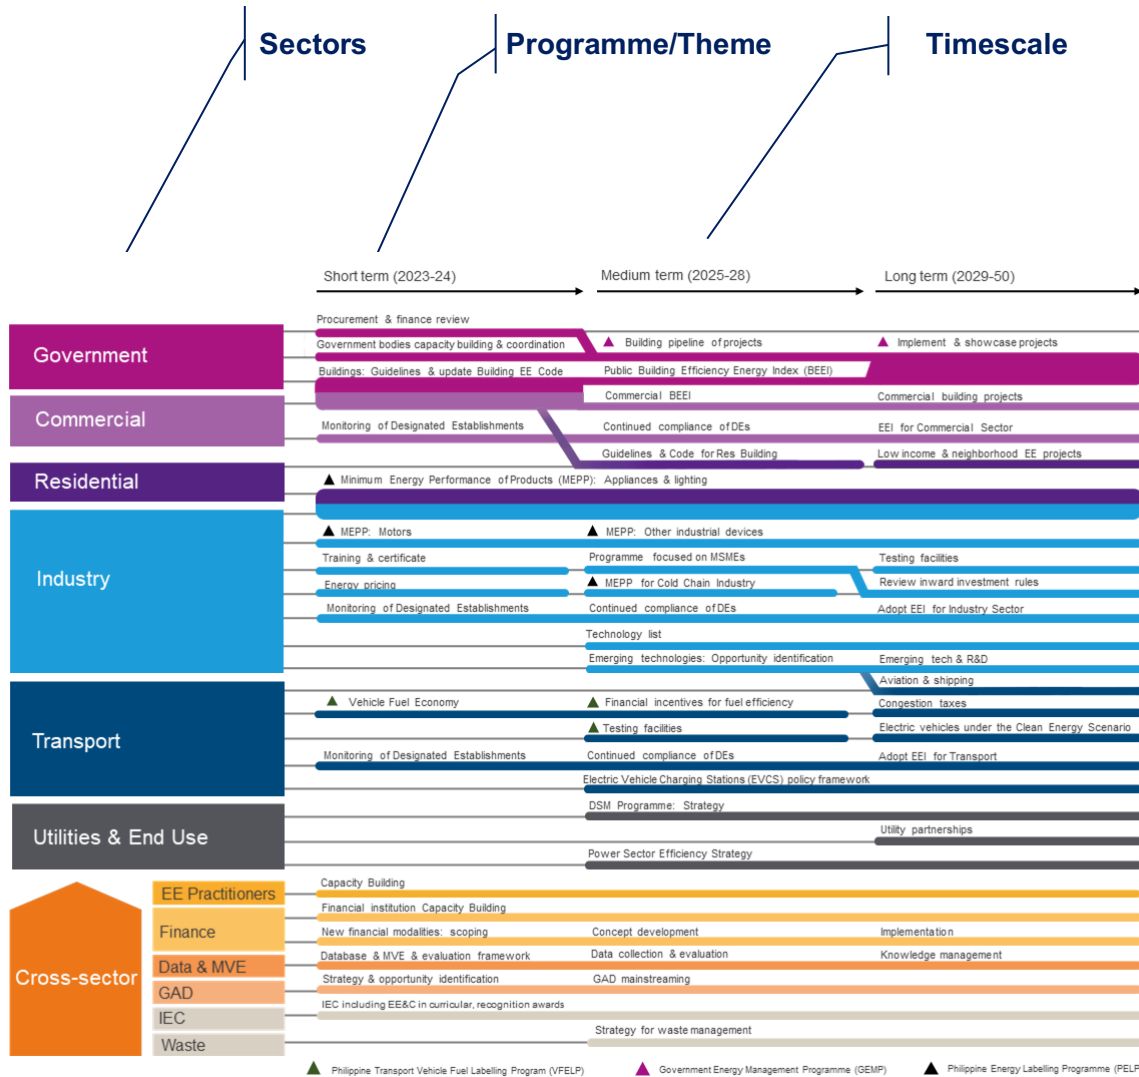 Sectors
Programme/Theme
Timescale
Short term (2023-24)
Medium term (2025-28)
Long term (2029-50)
Government
Procurement & finance review
Government bodies capacity building & coordination
Building pipeline of projects
Implement & showcase projects
Buildings: Guidelines & update Building EE Code
Public Building Efficiency Energy Index (BEEI)
Commercial
Commercial BEEI
Commercial building projects
Monitoring of Designated Establishments
Continued compliance of DEs
EEI for Commercial Sector
Guidelines & Code for Res Building
Low income & neighborhood EE projects
Residential
Minimum Energy Performance of Products (MEPP): Appliances & lighting
Industry
MEPP: Motors
MEPP: Other industrial devices
Training & certificate
Programme focused on MSMEs
Testing facilities
Energy pricing
MEPP for Cold Chain Industry
Review inward investment rules
Monitoring of Designated Establishments
Continued compliance of DEs
Adopt EEI for Industry Sector
Technology list
Emerging technologies: Opportunity identification
Emerging tech & R&D
Aviation & shipping
Transport
Vehicle Fuel Economy
Financial incentives for fuel efficiency
Congestion taxes
Testing facilities
Electric vehicles under the Clean Energy Scenario
Monitoring of Designated Establishments
Continued compliance of DEs
Adopt EEI for Transport
Electric Vehicle Charging Stations (EVCS) policy framework
Utilities & End Use
DSM Programme: Strategy
Utility partnerships
Power Sector Efficiency Strategy
Cross-sector
EE Practitioners
Capacity Building
Finance
Financial institution Capacity Building
New financial modalities: scoping
Concept development
Implementation
Data & MVE
Database & MVE & evaluation framework
Data collection & evaluation
Knowledge management
GAD
Strategy & opportunity identification
GAD mainstreaming
IEC
IEC including EE&C in curricular, recognition awards
Waste
Strategy for waste management
Philippine Transport Vehicle Fuel Labelling Program (VFELP)
Government Energy Management Programme (GEMP)
Philippine Energy Labelling Programme (PELP